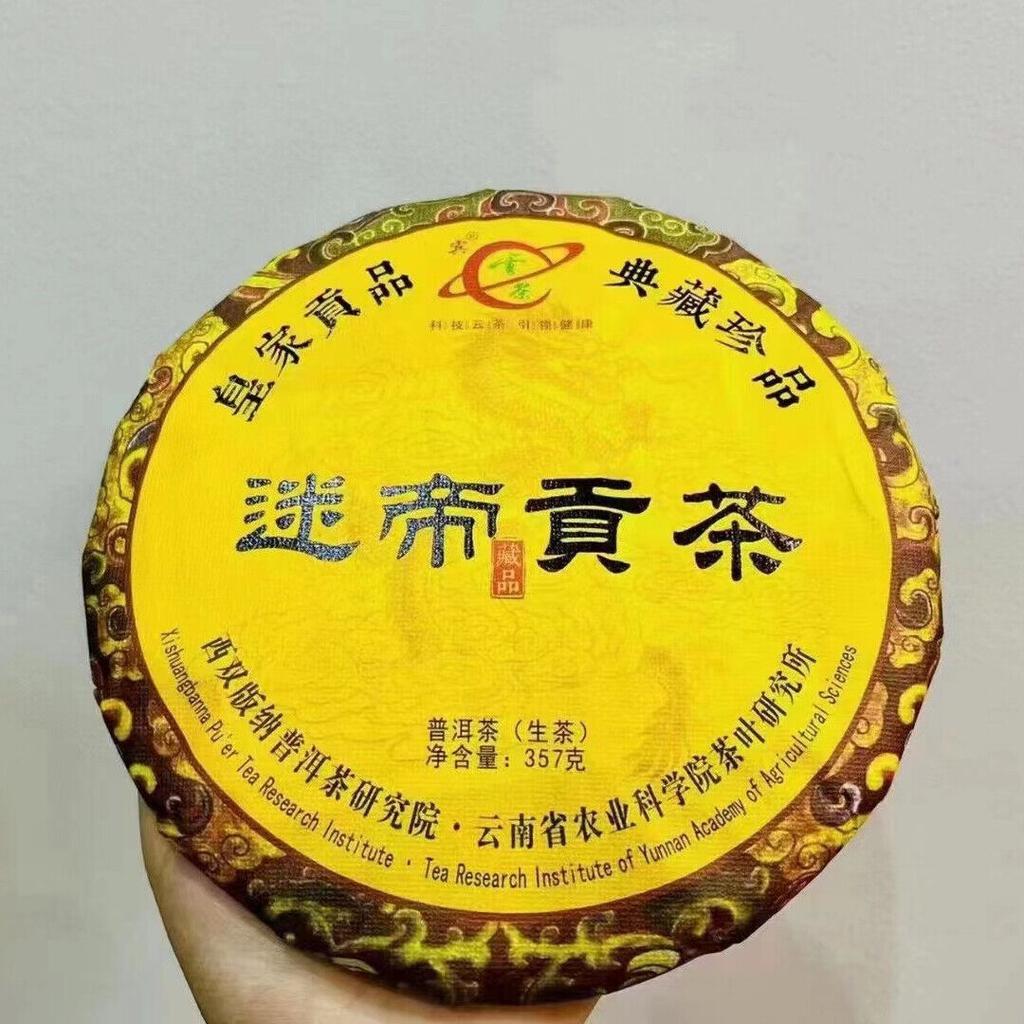 皇家貢品
雲®
貢茶
科技云茶 引领健康
典藏珍品
迷帝貢茶
藏品
普洱茶（生茶）
净含量：357克
西双版纳普洱茶研究院·云南省农业科学院茶叶研究所
Xishuangbanna Pu'er Tea Research Institute · Tea Research Institute of Yunnan Academy of Agricultural Sciences